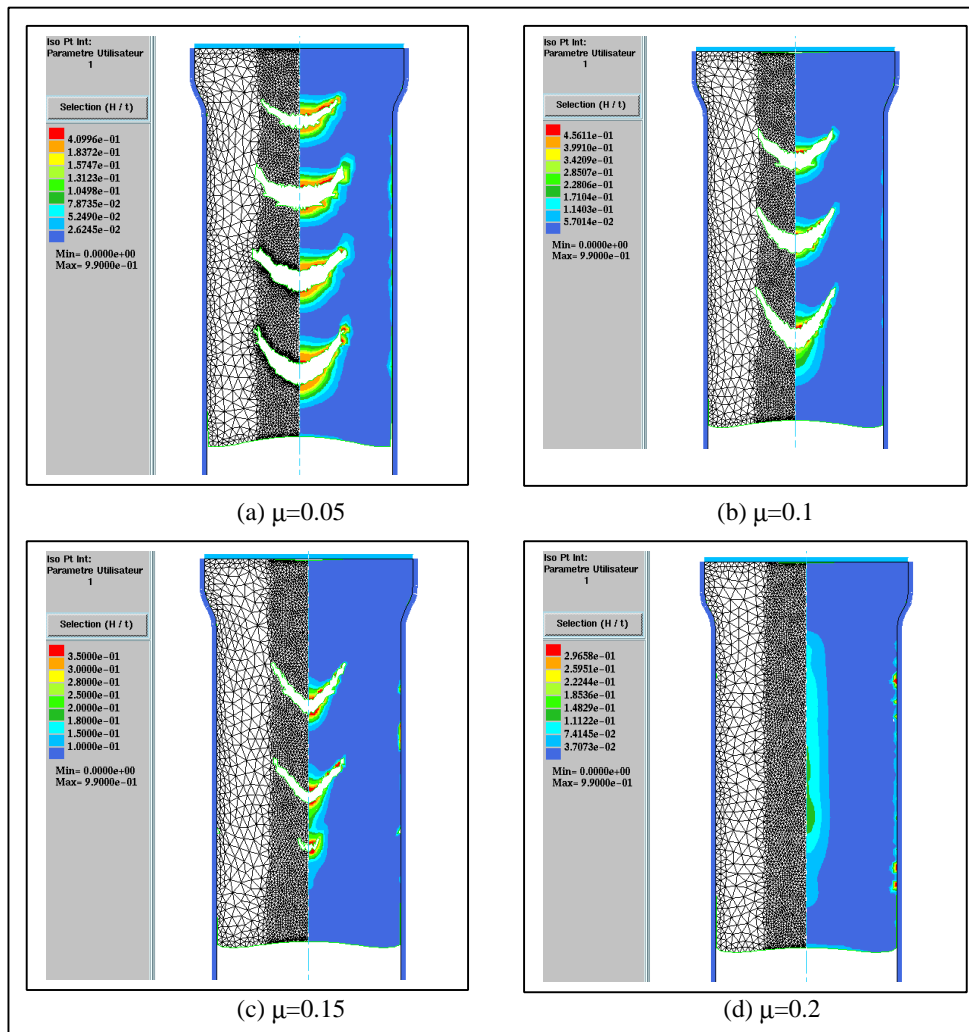 Iso Pt Int:
Parametre Utilisateur
1
Selection (H / t)
4.0996e-01
1.8372e-01
1.5747e-01
1.3123e-01
1.0498e-01
7.8735e-02
5.2490e-02
2.6245e-02
Min= 0.0000e+00
Max= 9.9000e-01
(a) μ=0.05
Iso Pt Int:
Parametre Utilisateur
1
Selection (H / t)
4.5611e-01
3.9910e-01
3.4209e-01
2.8507e-01
2.2806e-01
1.7104e-01
1.1403e-01
5.7014e-02
Min= 0.0000e+00
Max= 9.9000e-01
(b) μ=0.1
Iso Pt Int:
Parametre Utilisateur
1
Selection (H / t)
3.5000e-01
3.0000e-01
2.8000e-01
2.5000e-01
2.0000e-01
1.8000e-01
1.5000e-01
1.0000e-01
Min= 0.0000e+00
Max= 9.9000e-01
(c) μ=0.15
Iso Pt Int:
Parametre Utilisateur
1
Selection (H / t)
2.9658e-01
2.5951e-01
2.2244e-01
1.8536e-01
1.4829e-01
1.1122e-01
7.4145e-02
3.7073e-02
Min= 0.0000e+00
Max= 9.9000e-01
(d) μ=0.2